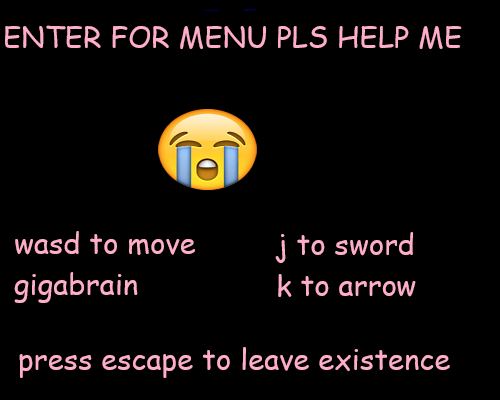 ENTER FOR MENU PLS HELP ME
wasd to move
gigabrain
j to sword
k to arrow
press escape to leave existence